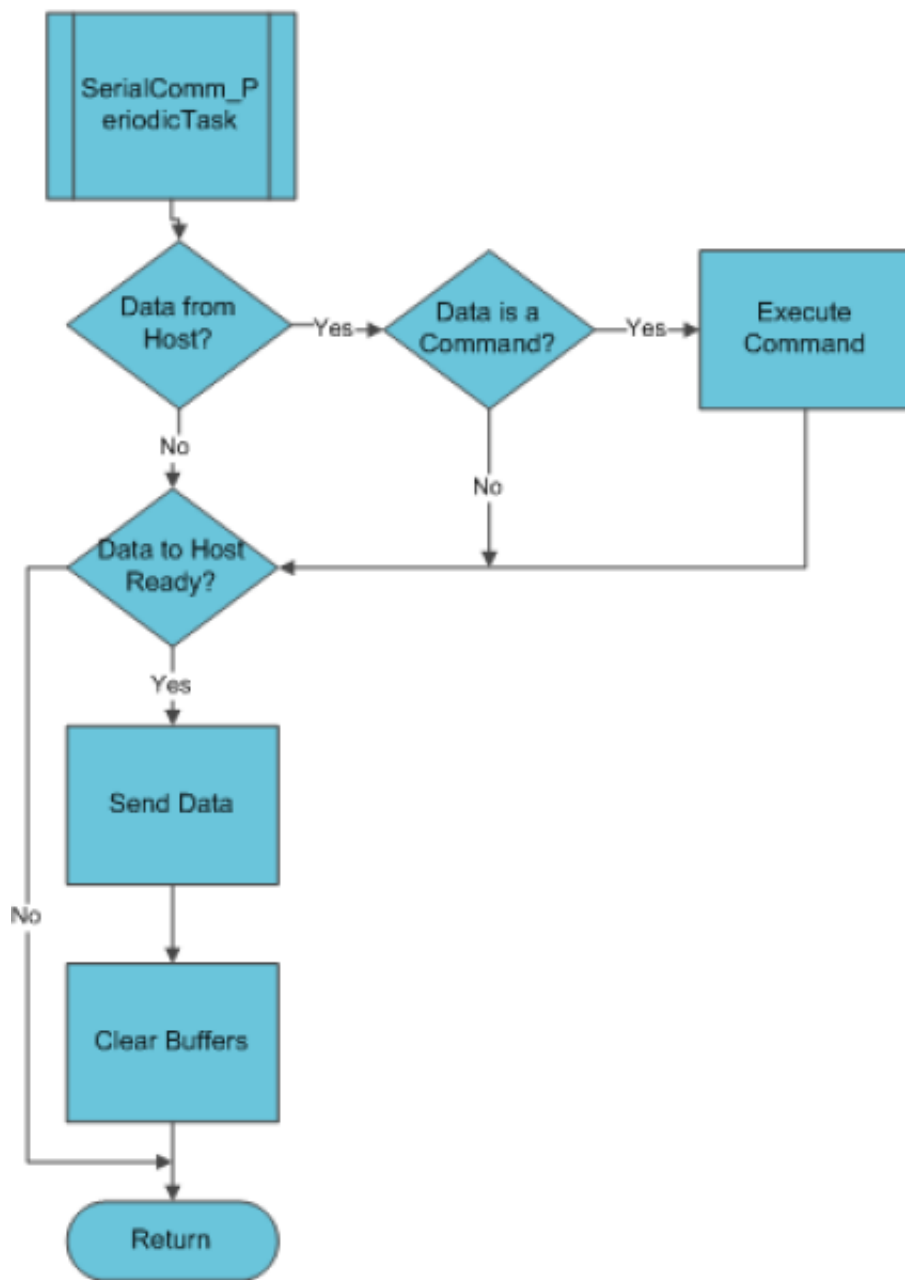 SerialComm_P
eriodicTask
Data from
Host?
Yes
Data is a
Command?
Yes
Execute
Command
No
No
Data to Host
Ready?
Yes
Send Data
No
Clear Buffers
Return